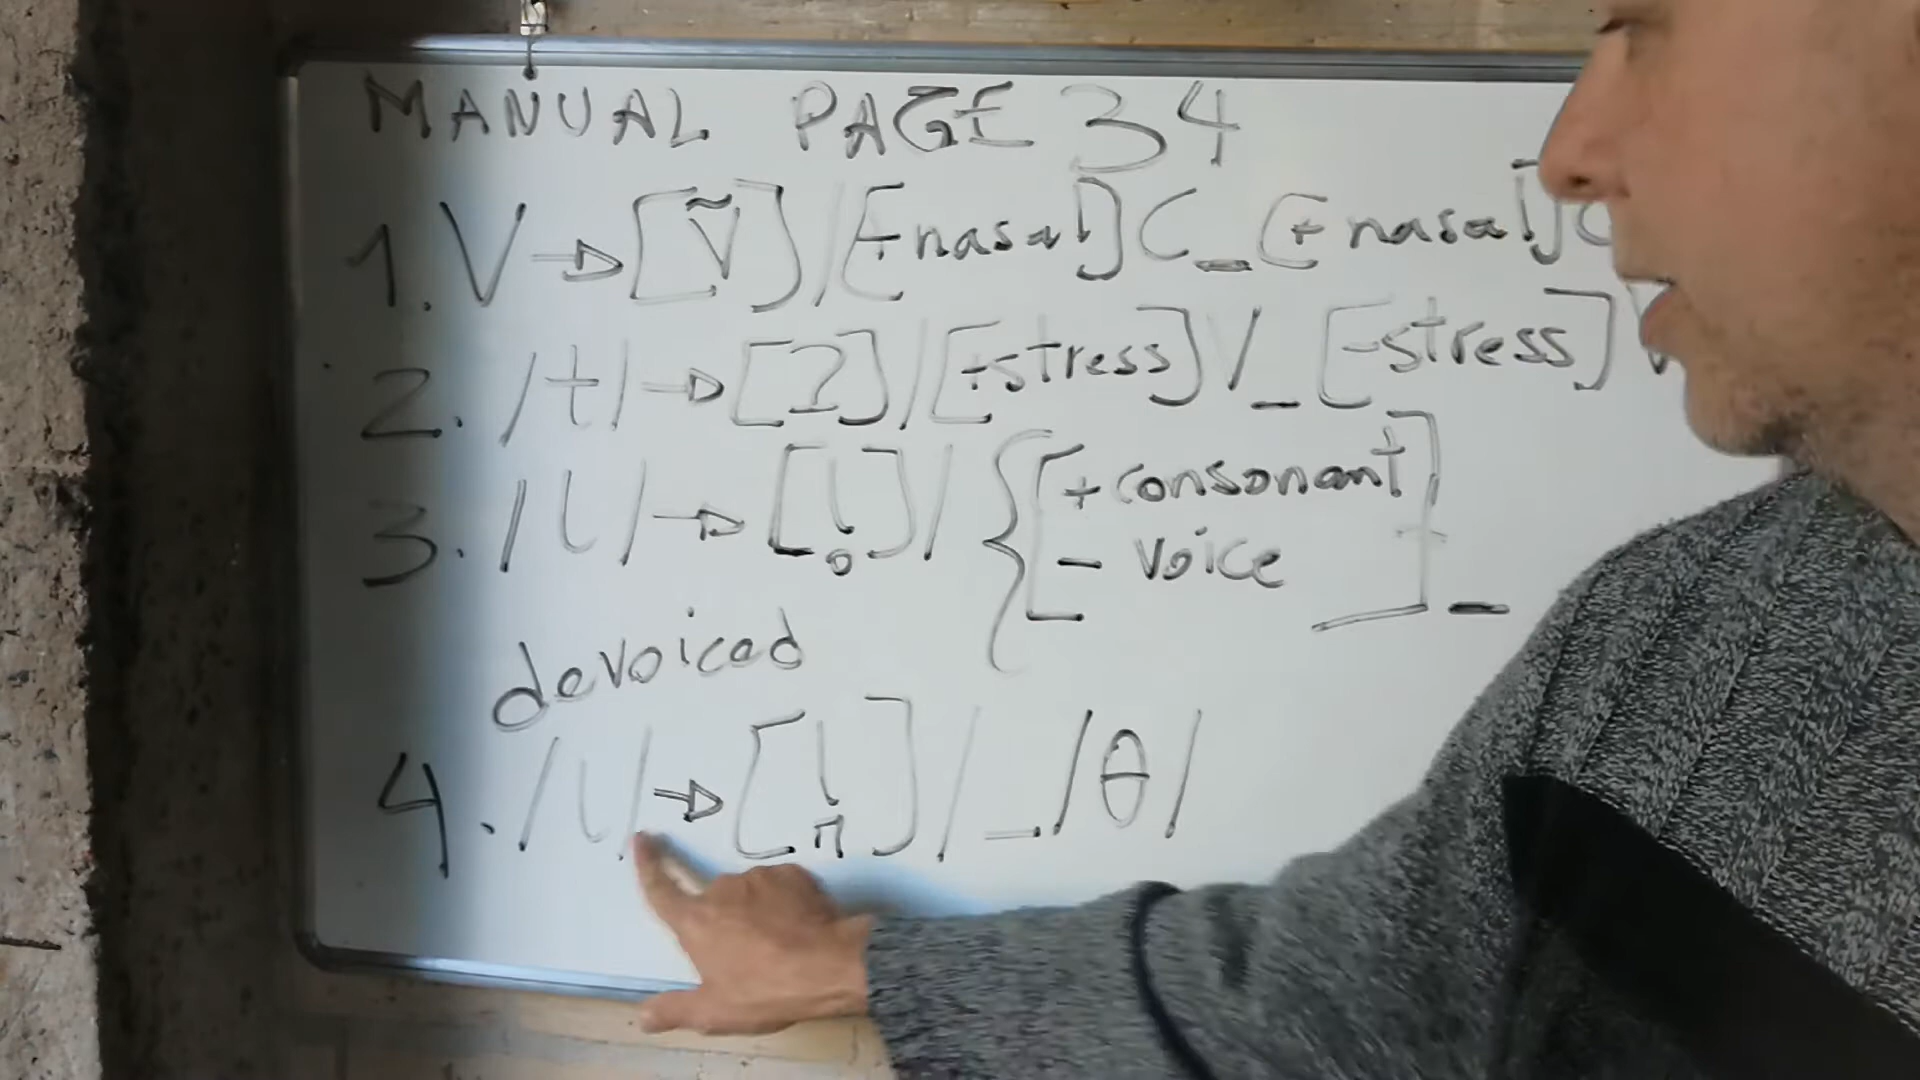 MANUAL PAGE 34
1. V → [Ṽ] / [+nasal] C _ [+nasal] C
2. /t/ → [ʔ] / [+stress] V _ [-stress] V
3. /l/ → [l̥] / { [+consonant
- voice ] _
devoiced
4. /l/ → [l̪] / _ /θ/